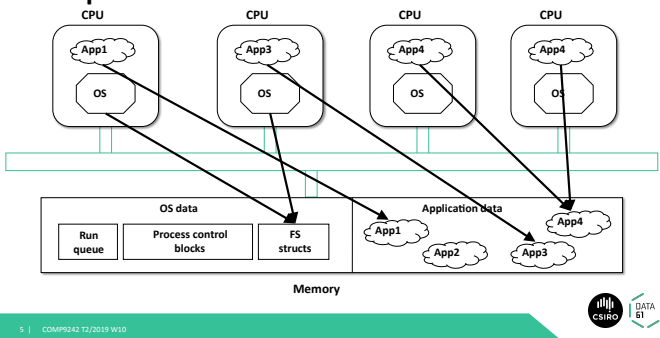 CPU CPU CPU CPU
App1 App3 App4 App4
OS OS OS OS
OS data Application data
Run queue
Process control blocks
FS structs
App1
App2
App3
App4
Memory
5 | COMP9242 T2/2019 W10
CSIRO
DATA
61